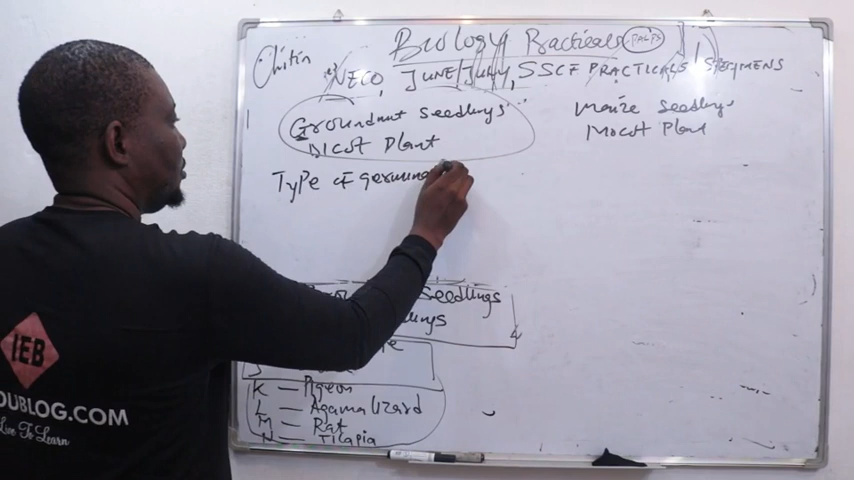 Biology Practicals
Chitin
NECO, JUNE/JULY, SSCE PRACTICALS SPECIMENS
Groundnut Seedlings
Dicot Plant
Maize Seedlings
Mocot Plant
Type of germina
Seedlings
K — Pigeon
L — Agama lizard
M — Rat
N — Tilapia
IEB
OUBLOG.COM
Live To Learn